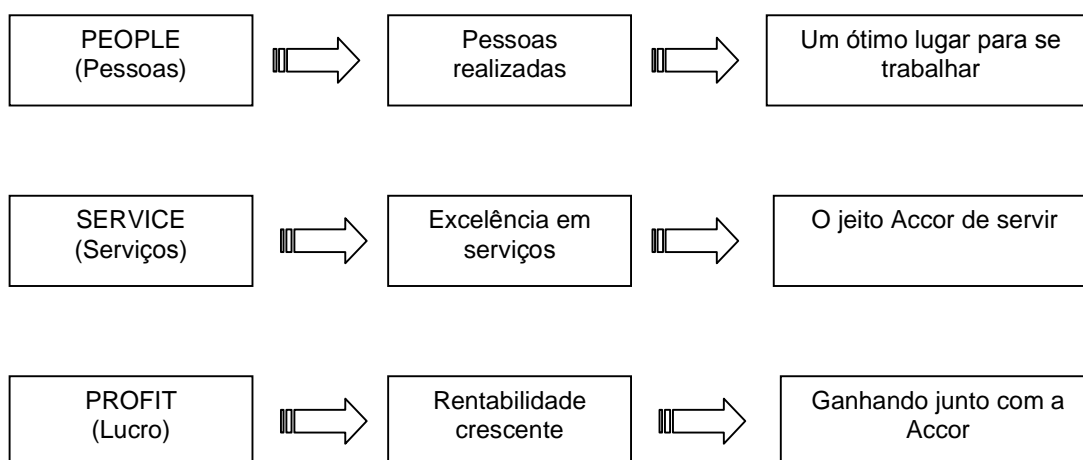 PEOPLE
(Pessoas)
Pessoas
realizadas
Um ótimo lugar para se
trabalhar
SERVICE
(Serviços)
Excelência em
serviços
O jeito Accor de servir
PROFIT
(Lucro)
Rentabilidade
crescente
Ganhando junto com a
Accor